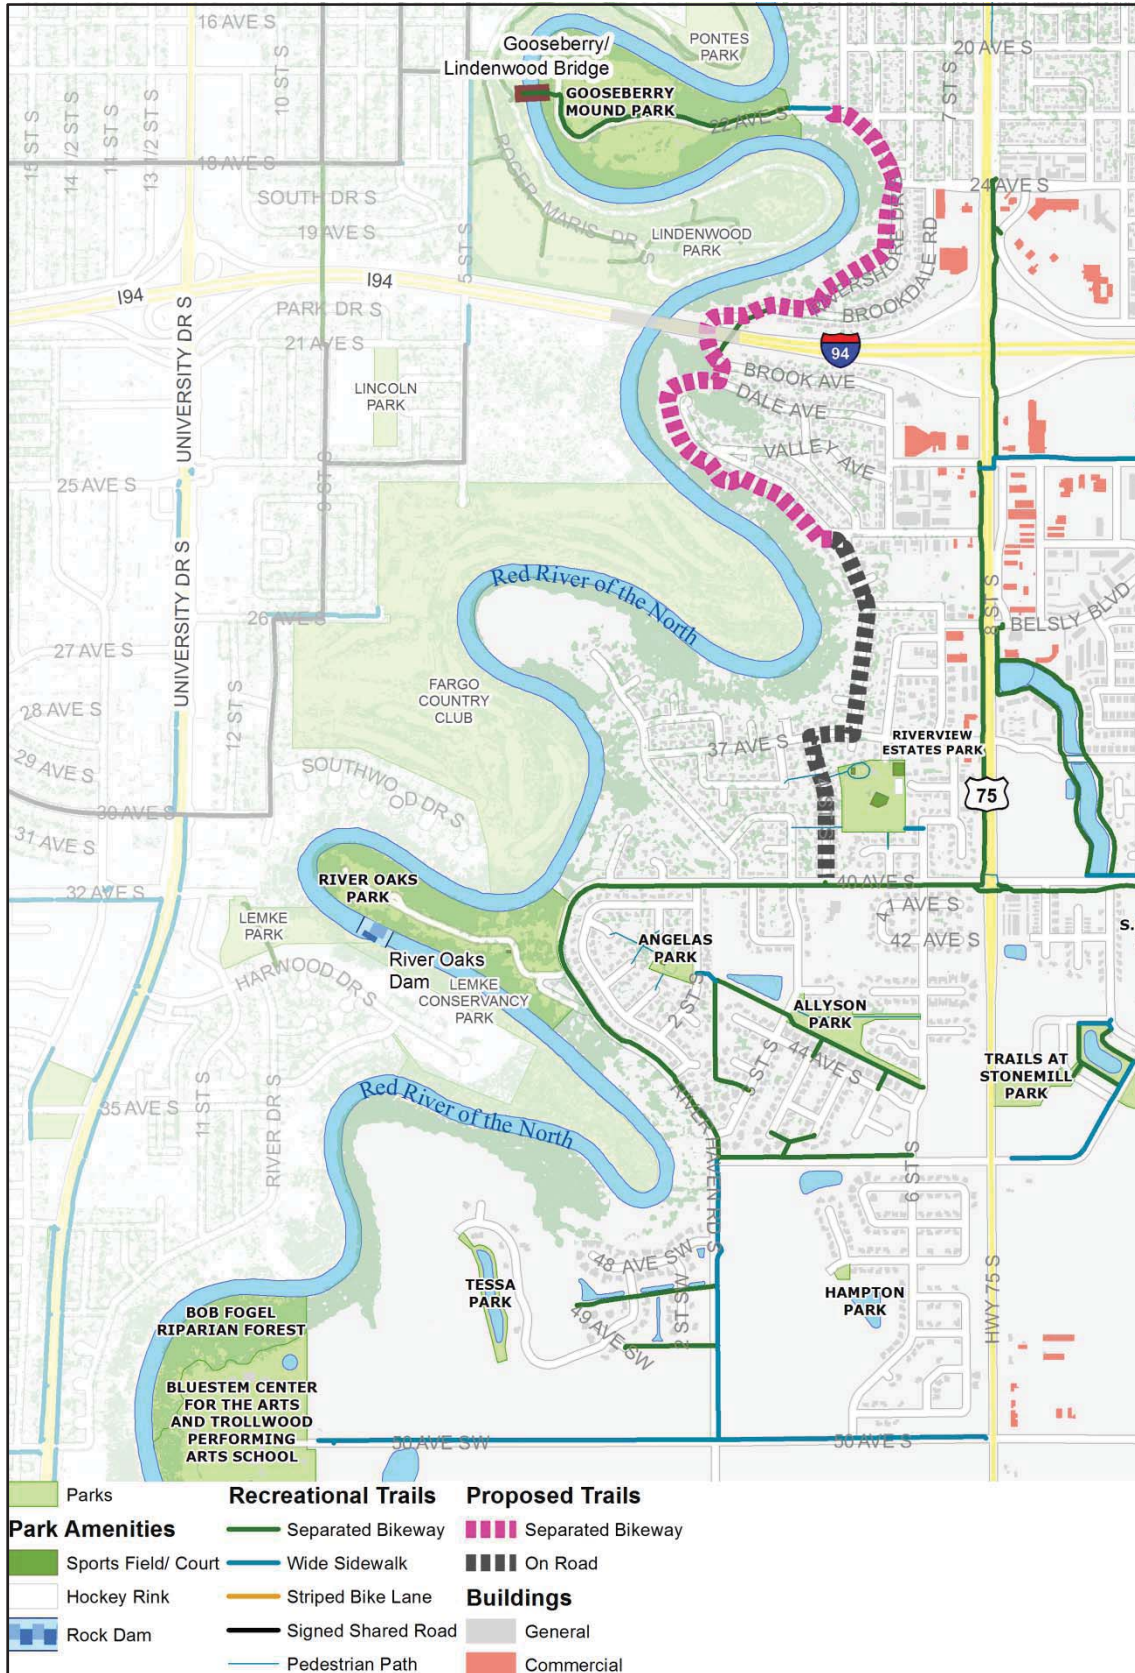 16 AVE S
10 ST S
15 ST S
14 1/2 ST S
14 ST S
13 1/2 ST S
18 AVE S
SOUTH DR S
19 AVE S
5 ST S
Gooseberry/
Lindenwood Bridge
PONTES
PARK
GOOSEBERRY
MOUND PARK
22 AVE S
20 AVE S
7 ST S
24 AVE S
ROGER MARIS DR S
LINDENWOOD
PARK
RIVERSHORE DR
BROOKDALE RD
I94
I94
PARK DR S
21 AVE S
UNIVERSITY DR S
LINCOLN
PARK
94
BROOK AVE
DALE AVE
VALLEY AVE
25 AVE S
9 ST S
UNIVERSITY DR S
26 AVE S
27 AVE S
28 AVE S
29 AVE S
12 ST S
30 AVE S
31 AVE S
32 AVE S
Red River of the North
FARGO
COUNTRY
CLUB
SOUTHWOOD DR S
8 ST S
BELSLY BLVD
37 AVE S
RIVERVIEW
ESTATES PARK
75
40 AVE S
41 AVE S
4
42 AVE S
S.
RIVER OAKS
PARK
LEMKE
PARK
HARWOOD DR S
River Oaks
Dam
LEMKE
CONSERVANCY
PARK
ANGELAS
PARK
2 ST S
ALLYSON
PARK
44 AVE S
3 ST S
TRAILS AT
STONEMILL
PARK
35 AVE S
11 ST S
RIVER DR S
Red River of the North
RIVER HAVEN RD S
6 ST S
48 AVE SW
49 AVE SW
2 ST SW
TESSA
PARK
HAMPTON
PARK
HWY 75 S
BOB FOGEL
RIPARIAN FOREST
BLUESTEM CENTER
FOR THE ARTS
AND TROLLWOOD
PERFORMING
ARTS SCHOOL
50 AVE SW
50 AVE S
Parks
Park Amenities
Sports Field/ Court
Hockey Rink
Rock Dam
Recreational Trails
Separated Bikeway
Wide Sidewalk
Striped Bike Lane
Signed Shared Road
Pedestrian Path
Proposed Trails
Separated Bikeway
On Road
Buildings
General
Commercial